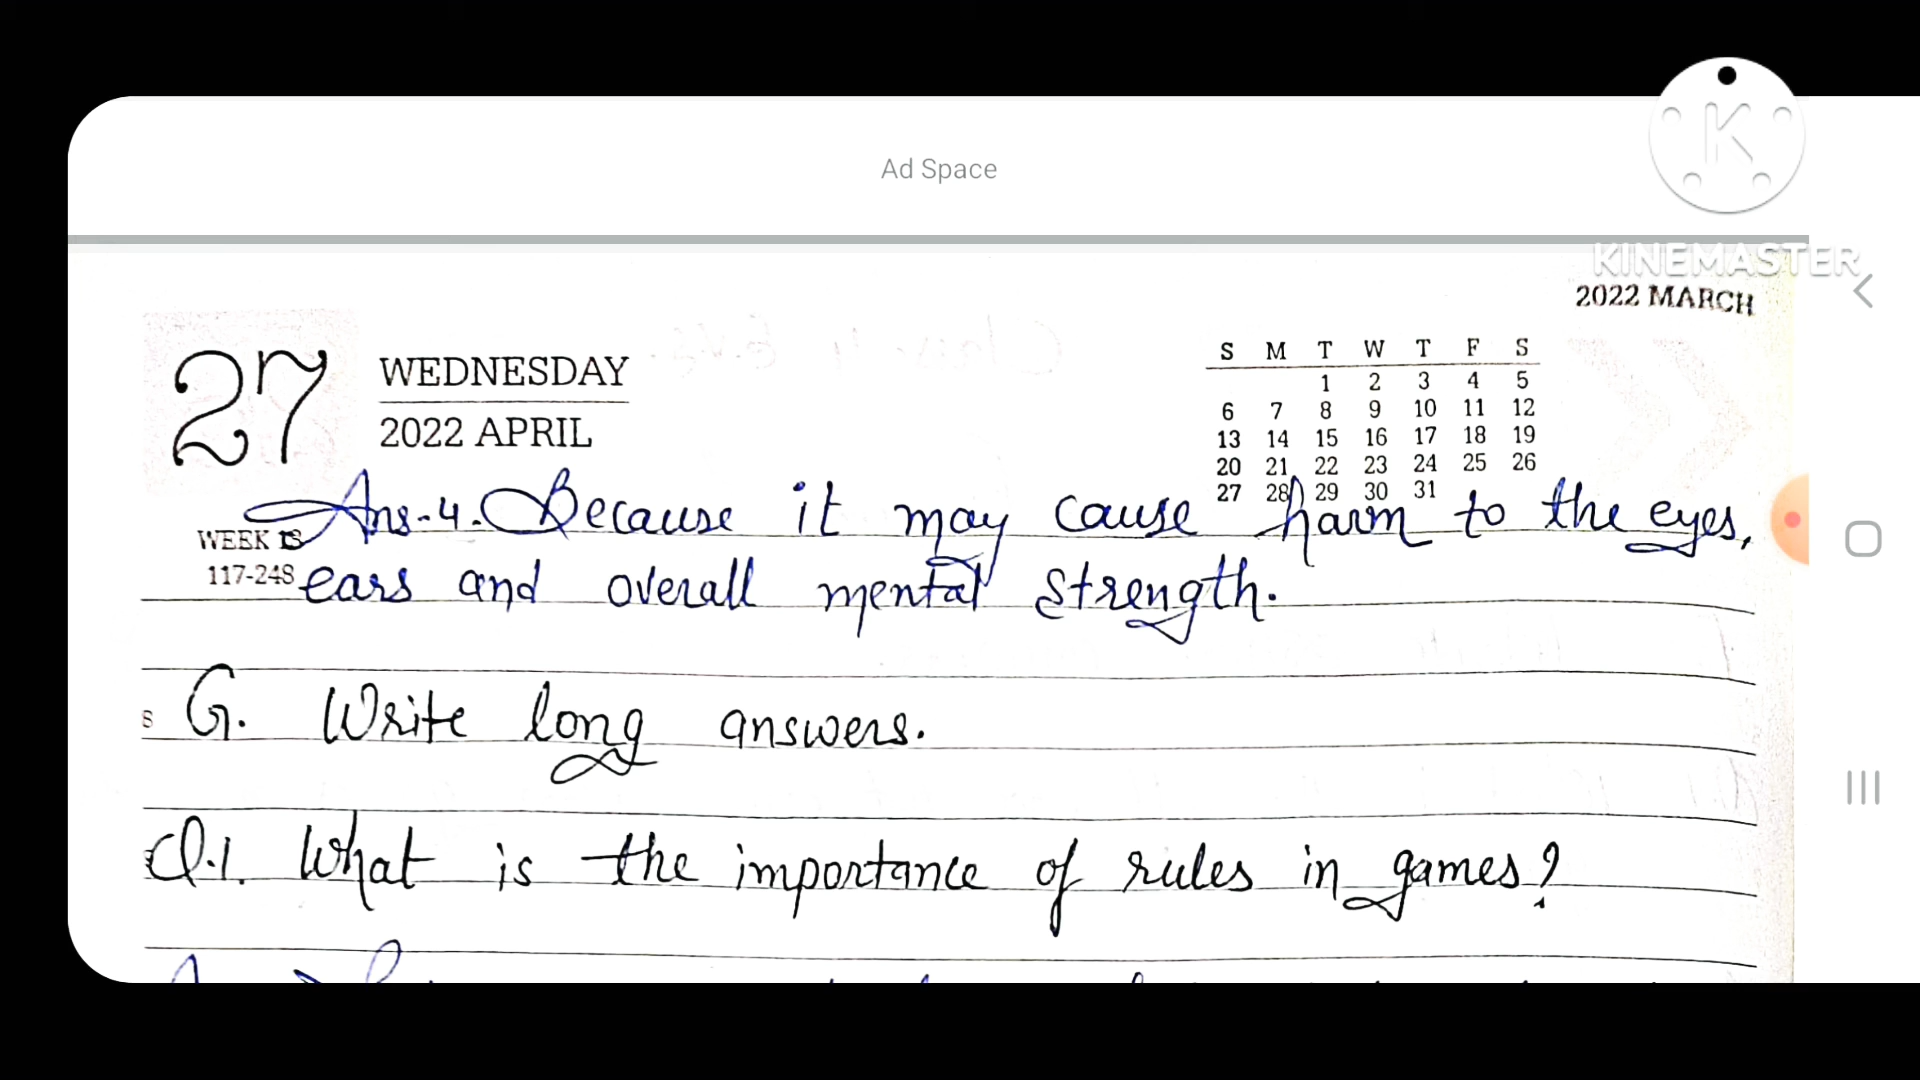 Ad Space
KINEMASTER
2022 MARCH
27 WEDNESDAY
2022 APRIL
S M T W T F S
1 2 3 4 5
6 7 8 9 10 11 12
13 14 15 16 17 18 19
20 21 22 23 24 25 26
27 28 29 30 31
Ans-4. Because it may cause harm to the eyes,
WEEK 18
117-248
ears and overall mental strength.
G. Write long answers.
Q.1. What is the importance of rules in games?